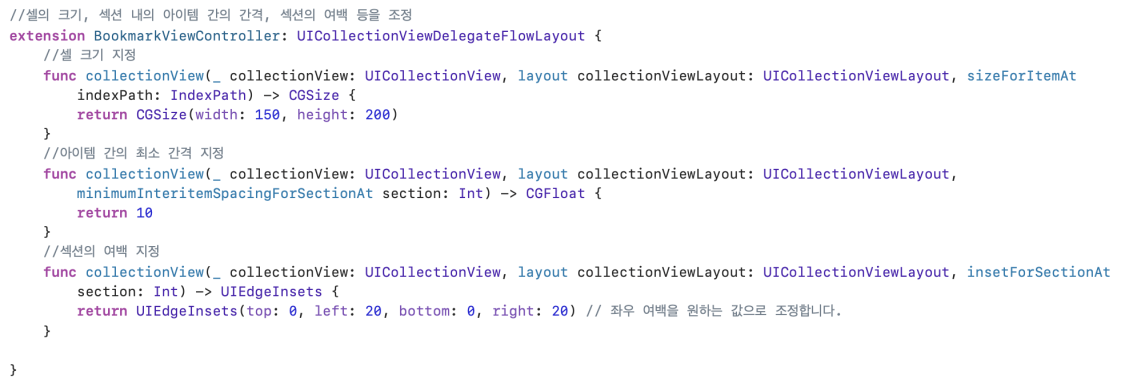 //셀의 크기, 섹션 내의 아이템 간의 간격, 섹션의 여백 등을 조정
extension BookmarkViewController: UICollectionViewDelegateFlowLayout {
    //셀 크기 지정
    func collectionView(_ collectionView: UICollectionView, layout collectionViewLayout: UICollectionViewLayout, sizeForItemAt
        indexPath: IndexPath) -> CGSize {
        return CGSize(width: 150, height: 200)
    }
    //아이템 간의 최소 간격 지정
    func collectionView(_ collectionView: UICollectionView, layout collectionViewLayout: UICollectionViewLayout,
        minimumInteritemSpacingForSectionAt section: Int) -> CGFloat {
        return 10
    }
    //섹션의 여백 지정
    func collectionView(_ collectionView: UICollectionView, layout collectionViewLayout: UICollectionViewLayout, insetForSectionAt
        section: Int) -> UIEdgeInsets {
        return UIEdgeInsets(top: 0, left: 20, bottom: 0, right: 20) // 좌우 여백을 원하는 값으로 조정합니다.
    }
}